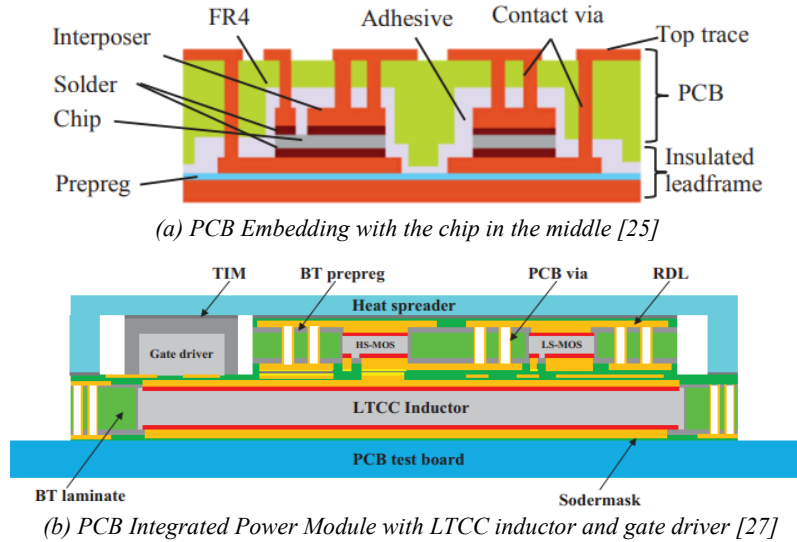 FR4
Adhesive
Contact via
Interposer
Top trace
Solder
PCB
Chip
Insulated
leadframe
Prepreg
(a) PCB Embedding with the chip in the middle [25]
TIM
BT prepreg
PCB via
RDL
Heat spreader
Gate driver
HS-MOS
LS-MOS
LTCC Inductor
PCB test board
BT laminate
Sodermask
(b) PCB Integrated Power Module with LTCC inductor and gate driver [27]